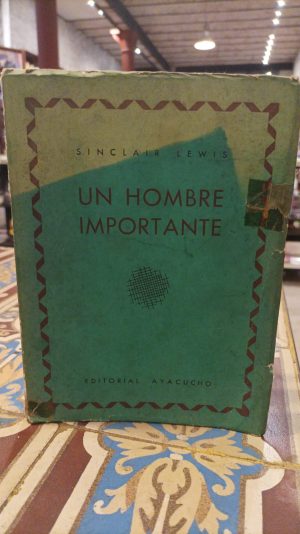 SINCLAIR LEWIS
UN HOMBRE
IMPORTANTE
EDITORIAL AYACUCHO